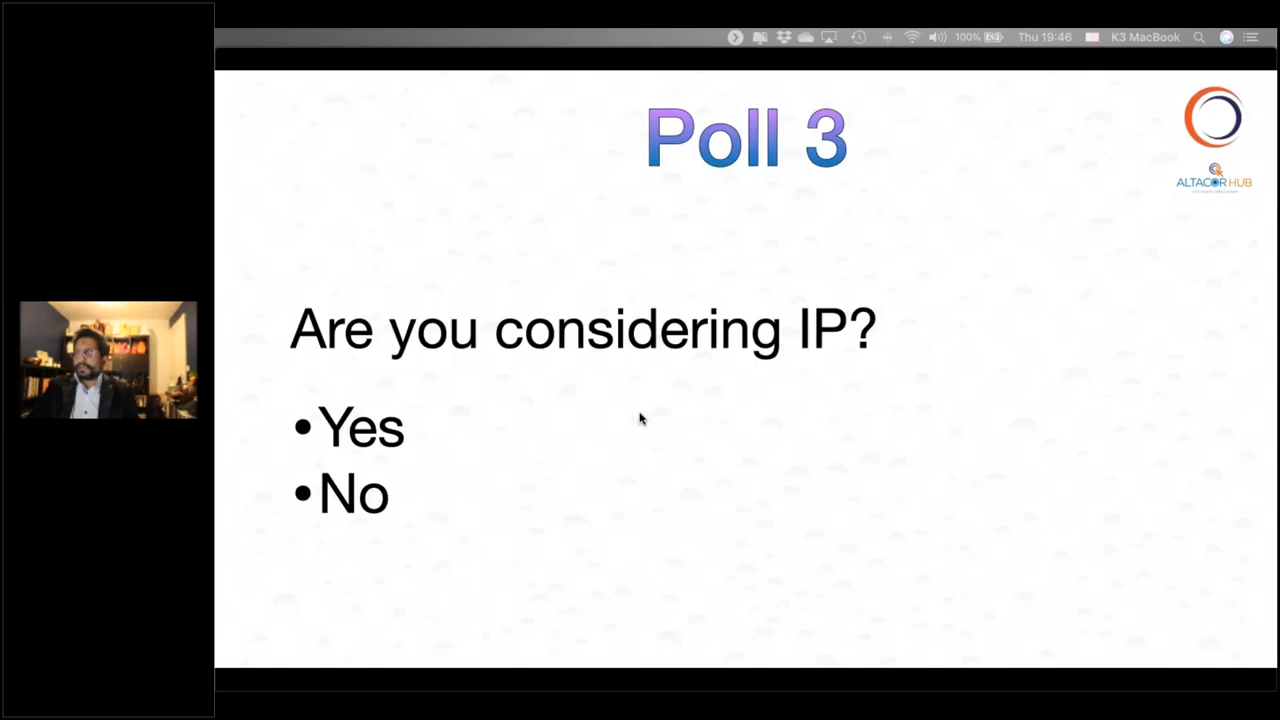 100%
Thu 19:46
K3 MacBook
Poll 3
ALTACOR HUB
Are you considering IP?
•Yes
•No